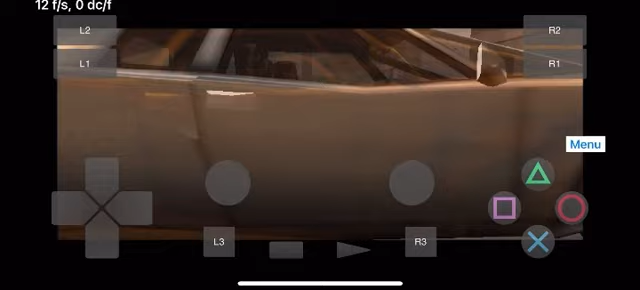 12 f/s, 0 dc/f
L2
R2
L1
R1
Menu
L3
R3